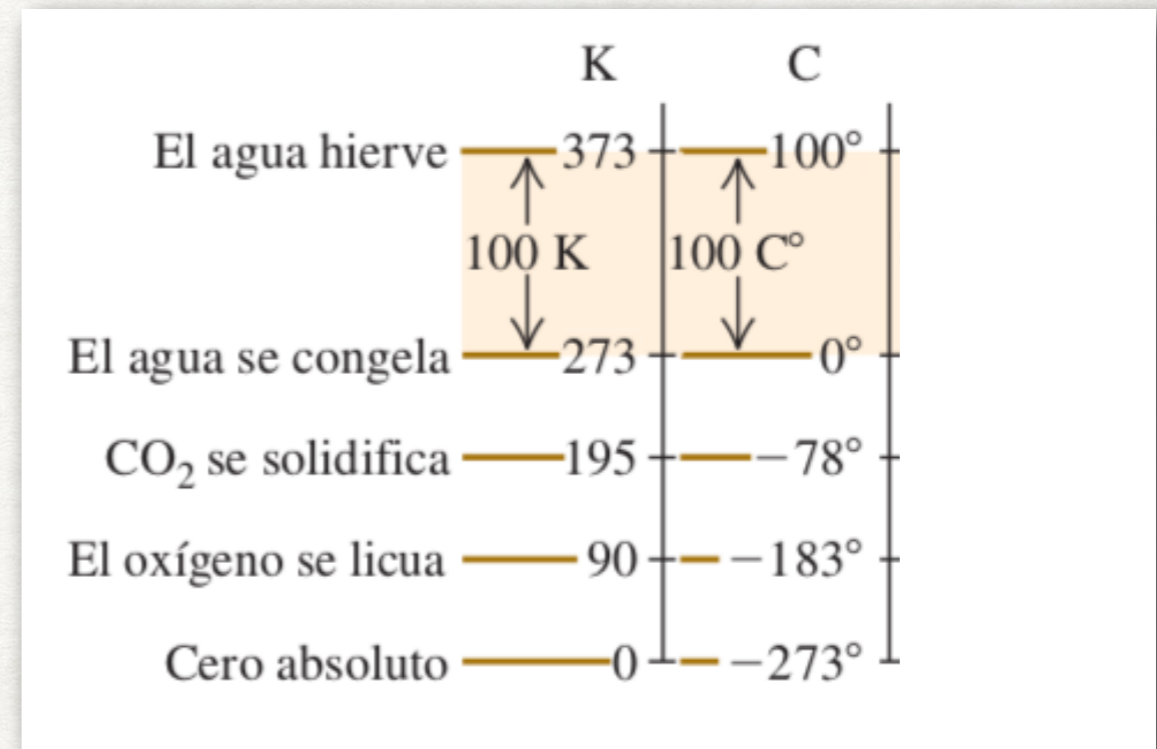 K C
El agua hierve 373 100°
100 K 100 C°
El agua se congela 273 0°
CO₂ se solidifica 195 −78°
El oxígeno se licua 90 −183°
Cero absoluto 0 −273°